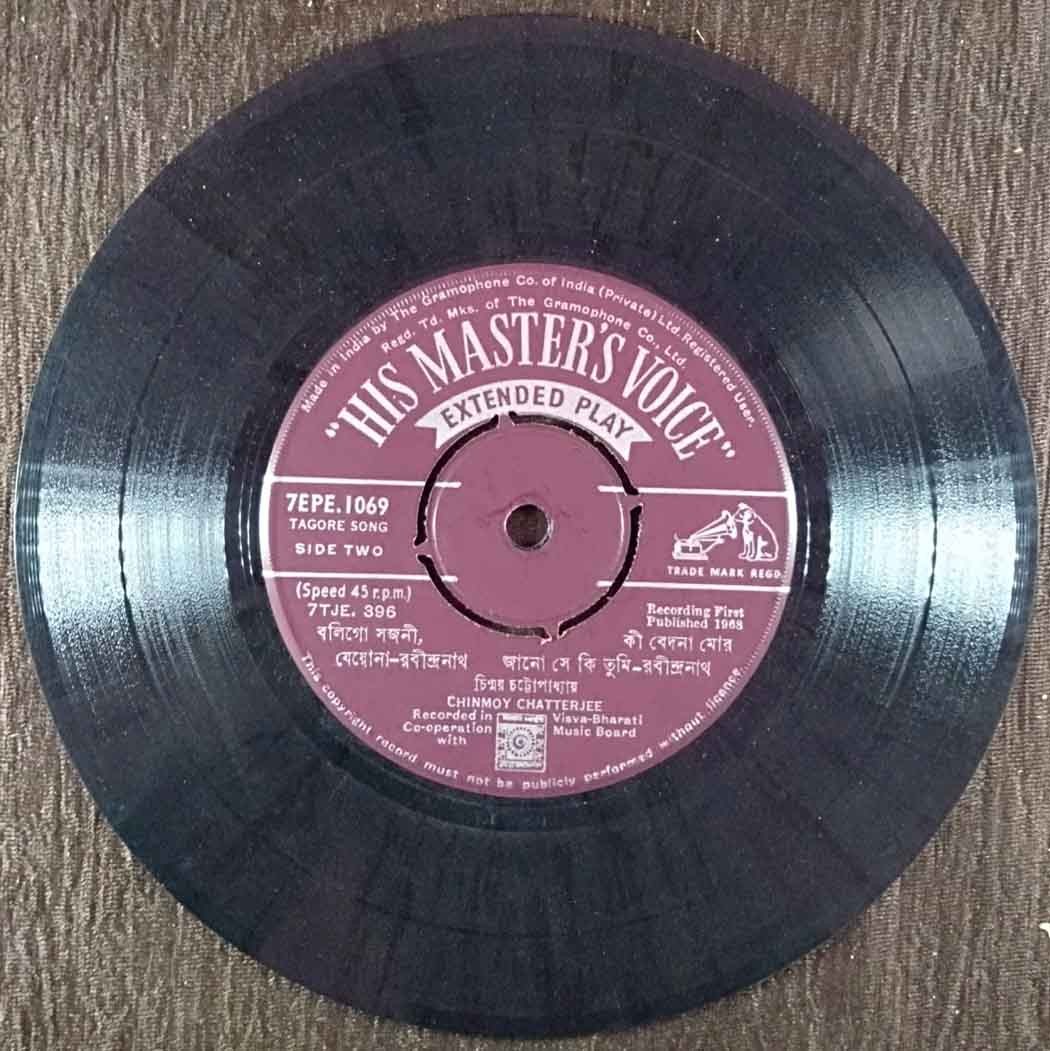 Made in India by The Gramophone Co. of India (Private) Ltd. Registered User.
Regd. Td. Mks. of The Gramophone Co., Ltd.
"HIS MASTER'S VOICE"
EXTENDED PLAY
7EPE.1069
TAGORE SONG
SIDE TWO
TRADE MARK REGD
(Speed 45 r.p.m.)
7TJE. 396
Recording First
Published 1968
বলিগো সজনী,
যেয়োনা-রবীন্দ্রনাথ
কী বেদনা মোর
জানো সে কি তুমি-রবীন্দ্রনাথ
চিন্ময় চট্টোপাধ্যায়
CHINMOY CHATTERJEE
Recorded in
Co-operation
with
Visva-Bharati
Music Board
This copyright record must not be publicly performed without licence.